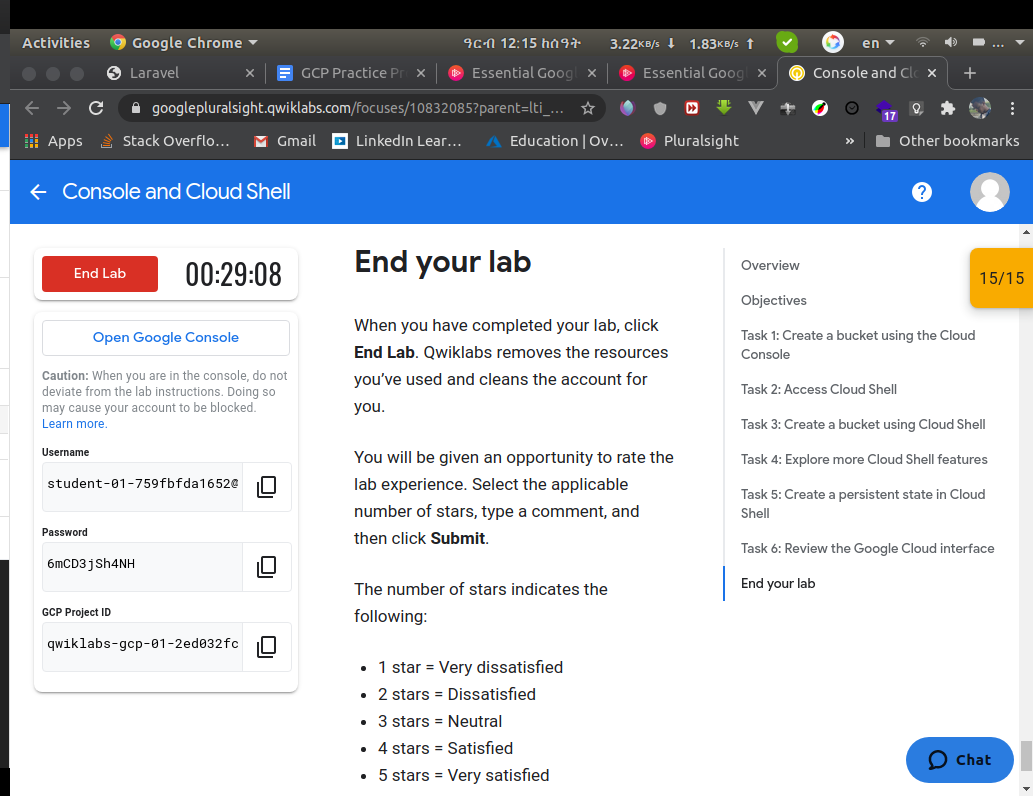 Activities Google Chrome ዓርብ 12:15 ከሰዓት 3.22KB/s 1.83KB/s en ...
Laravel GCP Practice Pr Essential Goog Essential Goog Console and Clo
googlepluralsight.qwiklabs.com/focuses/10832085?parent=lti_... 17
Apps Stack Overflo... Gmail LinkedIn Lear... Education | Ov... Pluralsight » Other bookmarks
Console and Cloud Shell
End Lab 00:29:08
Open Google Console
Caution: When you are in the console, do not
deviate from the lab instructions. Doing so
may cause your account to be blocked.
Learn more.
Username
student-01-759fbfda1652@
Password
6mCD3jSh4NH
GCP Project ID
qwiklabs-gcp-01-2ed032fc
End your lab
When you have completed your lab, click
End Lab. Qwiklabs removes the resources
you’ve used and cleans the account for
you.
You will be given an opportunity to rate the
lab experience. Select the applicable
number of stars, type a comment, and
then click Submit.
The number of stars indicates the
following:
• 1 star = Very dissatisfied
• 2 stars = Dissatisfied
• 3 stars = Neutral
• 4 stars = Satisfied
• 5 stars = Very satisfied
Overview
Objectives
Task 1: Create a bucket using the Cloud
Console
Task 2: Access Cloud Shell
Task 3: Create a bucket using Cloud Shell
Task 4: Explore more Cloud Shell features
Task 5: Create a persistent state in Cloud
Shell
Task 6: Review the Google Cloud interface
End your lab
15/15
Chat